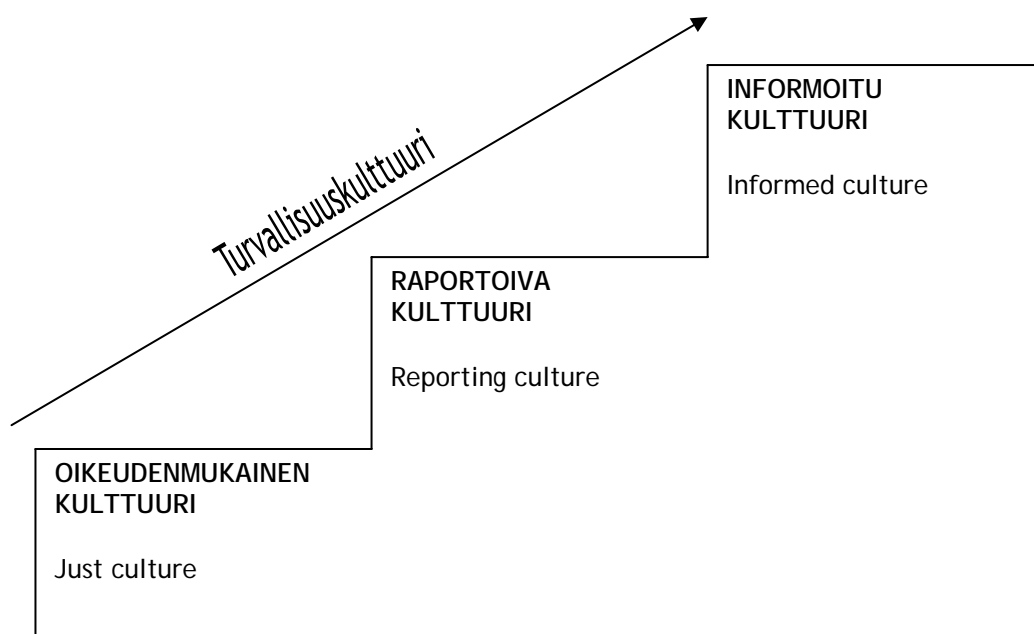 INFORMOITU
KULTTUURI
Informed culture
Turvallisuuskulttuuri
RAPORTOIVA
KULTTUURI
Reporting culture
OIKEUDENMUKAINEN
KULTTUURI
Just culture